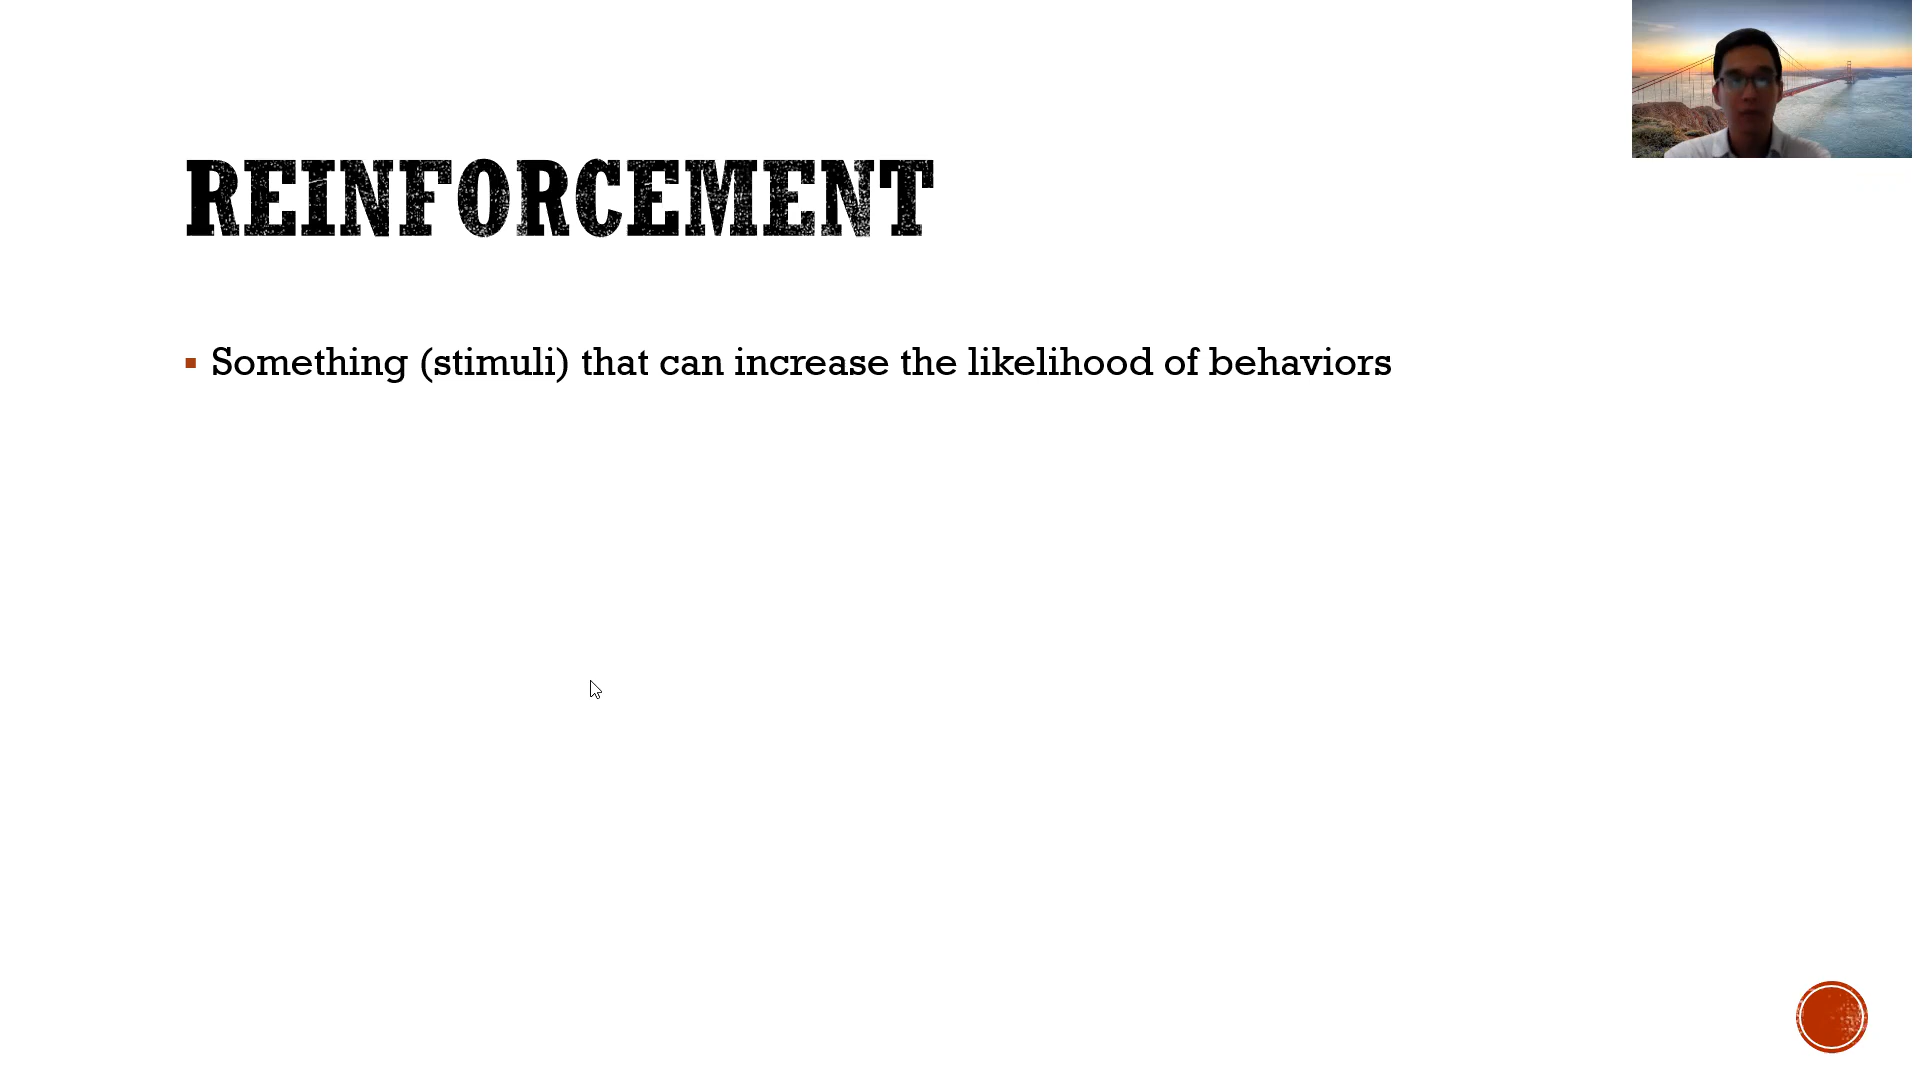 REINFORCEMENT
▪ Something (stimuli) that can increase the likelihood of behaviors